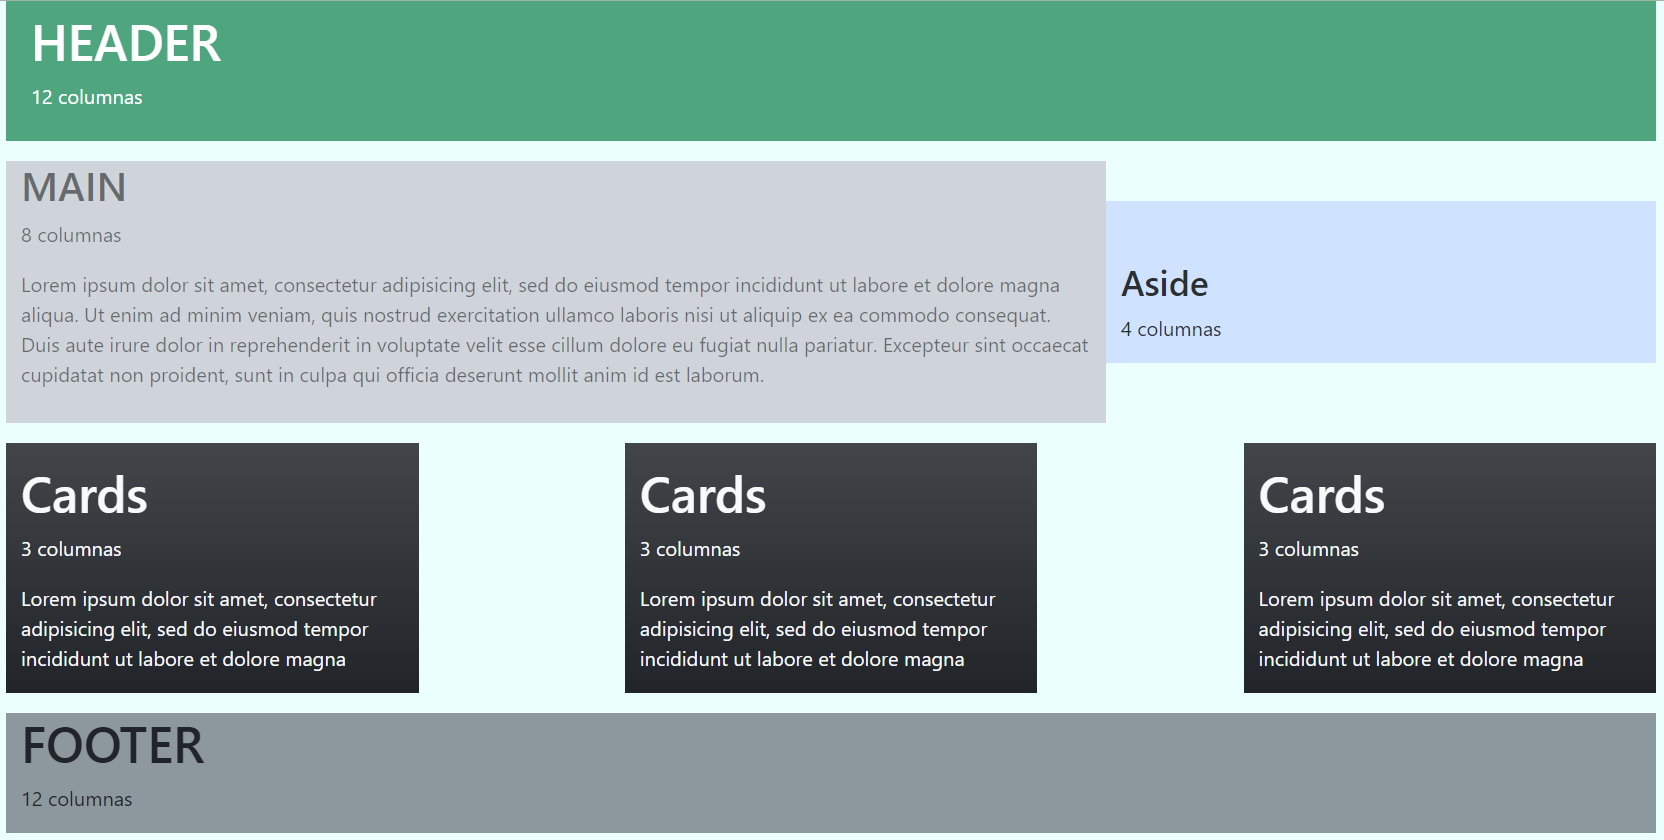 HEADER
12 columnas
MAIN
8 columnas
Lorem ipsum dolor sit amet, consectetur adipisicing elit, sed do eiusmod tempor incididunt ut labore et dolore magna
aliqua. Ut enim ad minim veniam, quis nostrud exercitation ullamco laboris nisi ut aliquip ex ea commodo consequat.
Duis aute irure dolor in reprehenderit in voluptate velit esse cillum dolore eu fugiat nulla pariatur. Excepteur sint occaecat
cupidatat non proident, sunt in culpa qui officia deserunt mollit anim id est laborum.
Aside
4 columnas
Cards
3 columnas
Lorem ipsum dolor sit amet, consectetur
adipisicing elit, sed do eiusmod tempor
incididunt ut labore et dolore magna
Cards
3 columnas
Lorem ipsum dolor sit amet, consectetur
adipisicing elit, sed do eiusmod tempor
incididunt ut labore et dolore magna
Cards
3 columnas
Lorem ipsum dolor sit amet, consectetur
adipisicing elit, sed do eiusmod tempor
incididunt ut labore et dolore magna
FOOTER
12 columnas